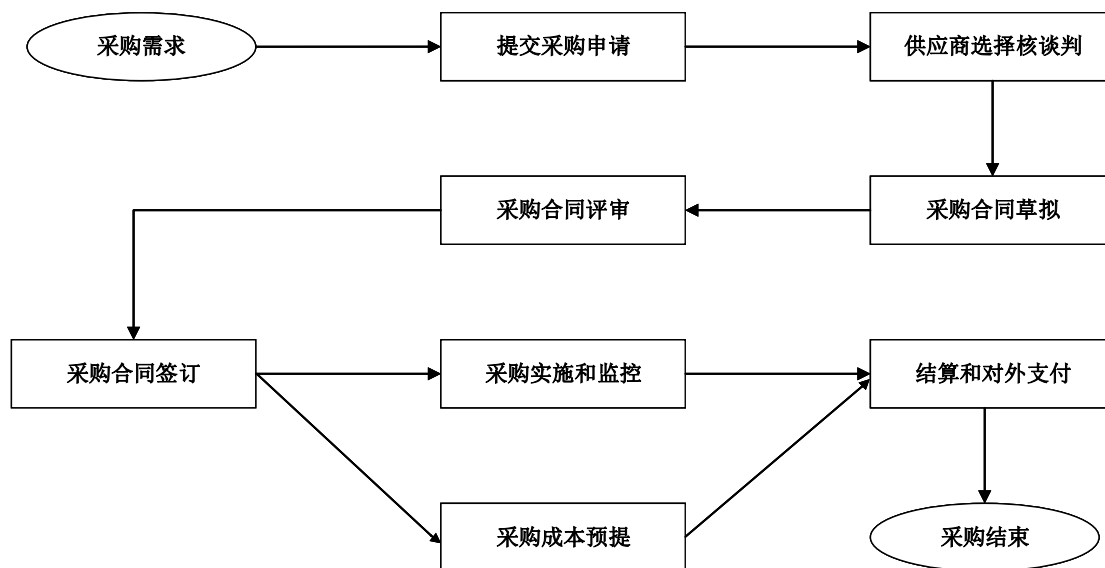 采购需求
提交采购申请
供应商选择核谈判
采购合同草拟
采购合同评审
采购合同签订
采购实施和监控
结算和对外支付
采购成本预提
采购结束